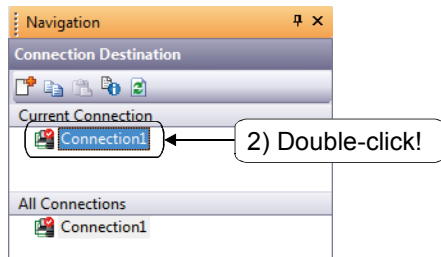 Navigation
Connection Destination
Current Connection
Connection1
2) Double-click!
All Connections
Connection1